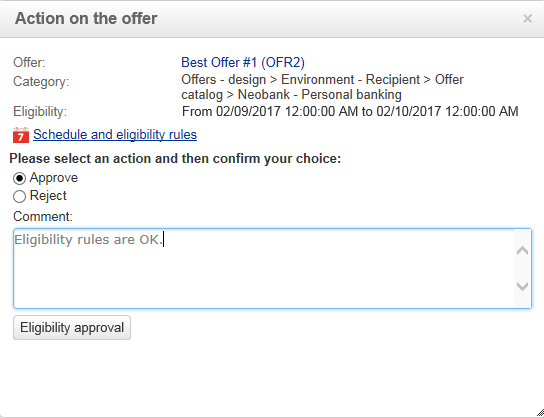 Action on the offer ×
Offer: Best Offer #1 (OFR2)
Category: Offers - design > Environment - Recipient > Offer
catalog > Neobank - Personal banking
Eligibility: From 02/09/2017 12:00:00 AM to 02/10/2017 12:00:00 AM
7 Schedule and eligibility rules
Please select an action and then confirm your choice:
Approve
Reject
Comment:
Eligibility rules are OK.
Eligibility approval